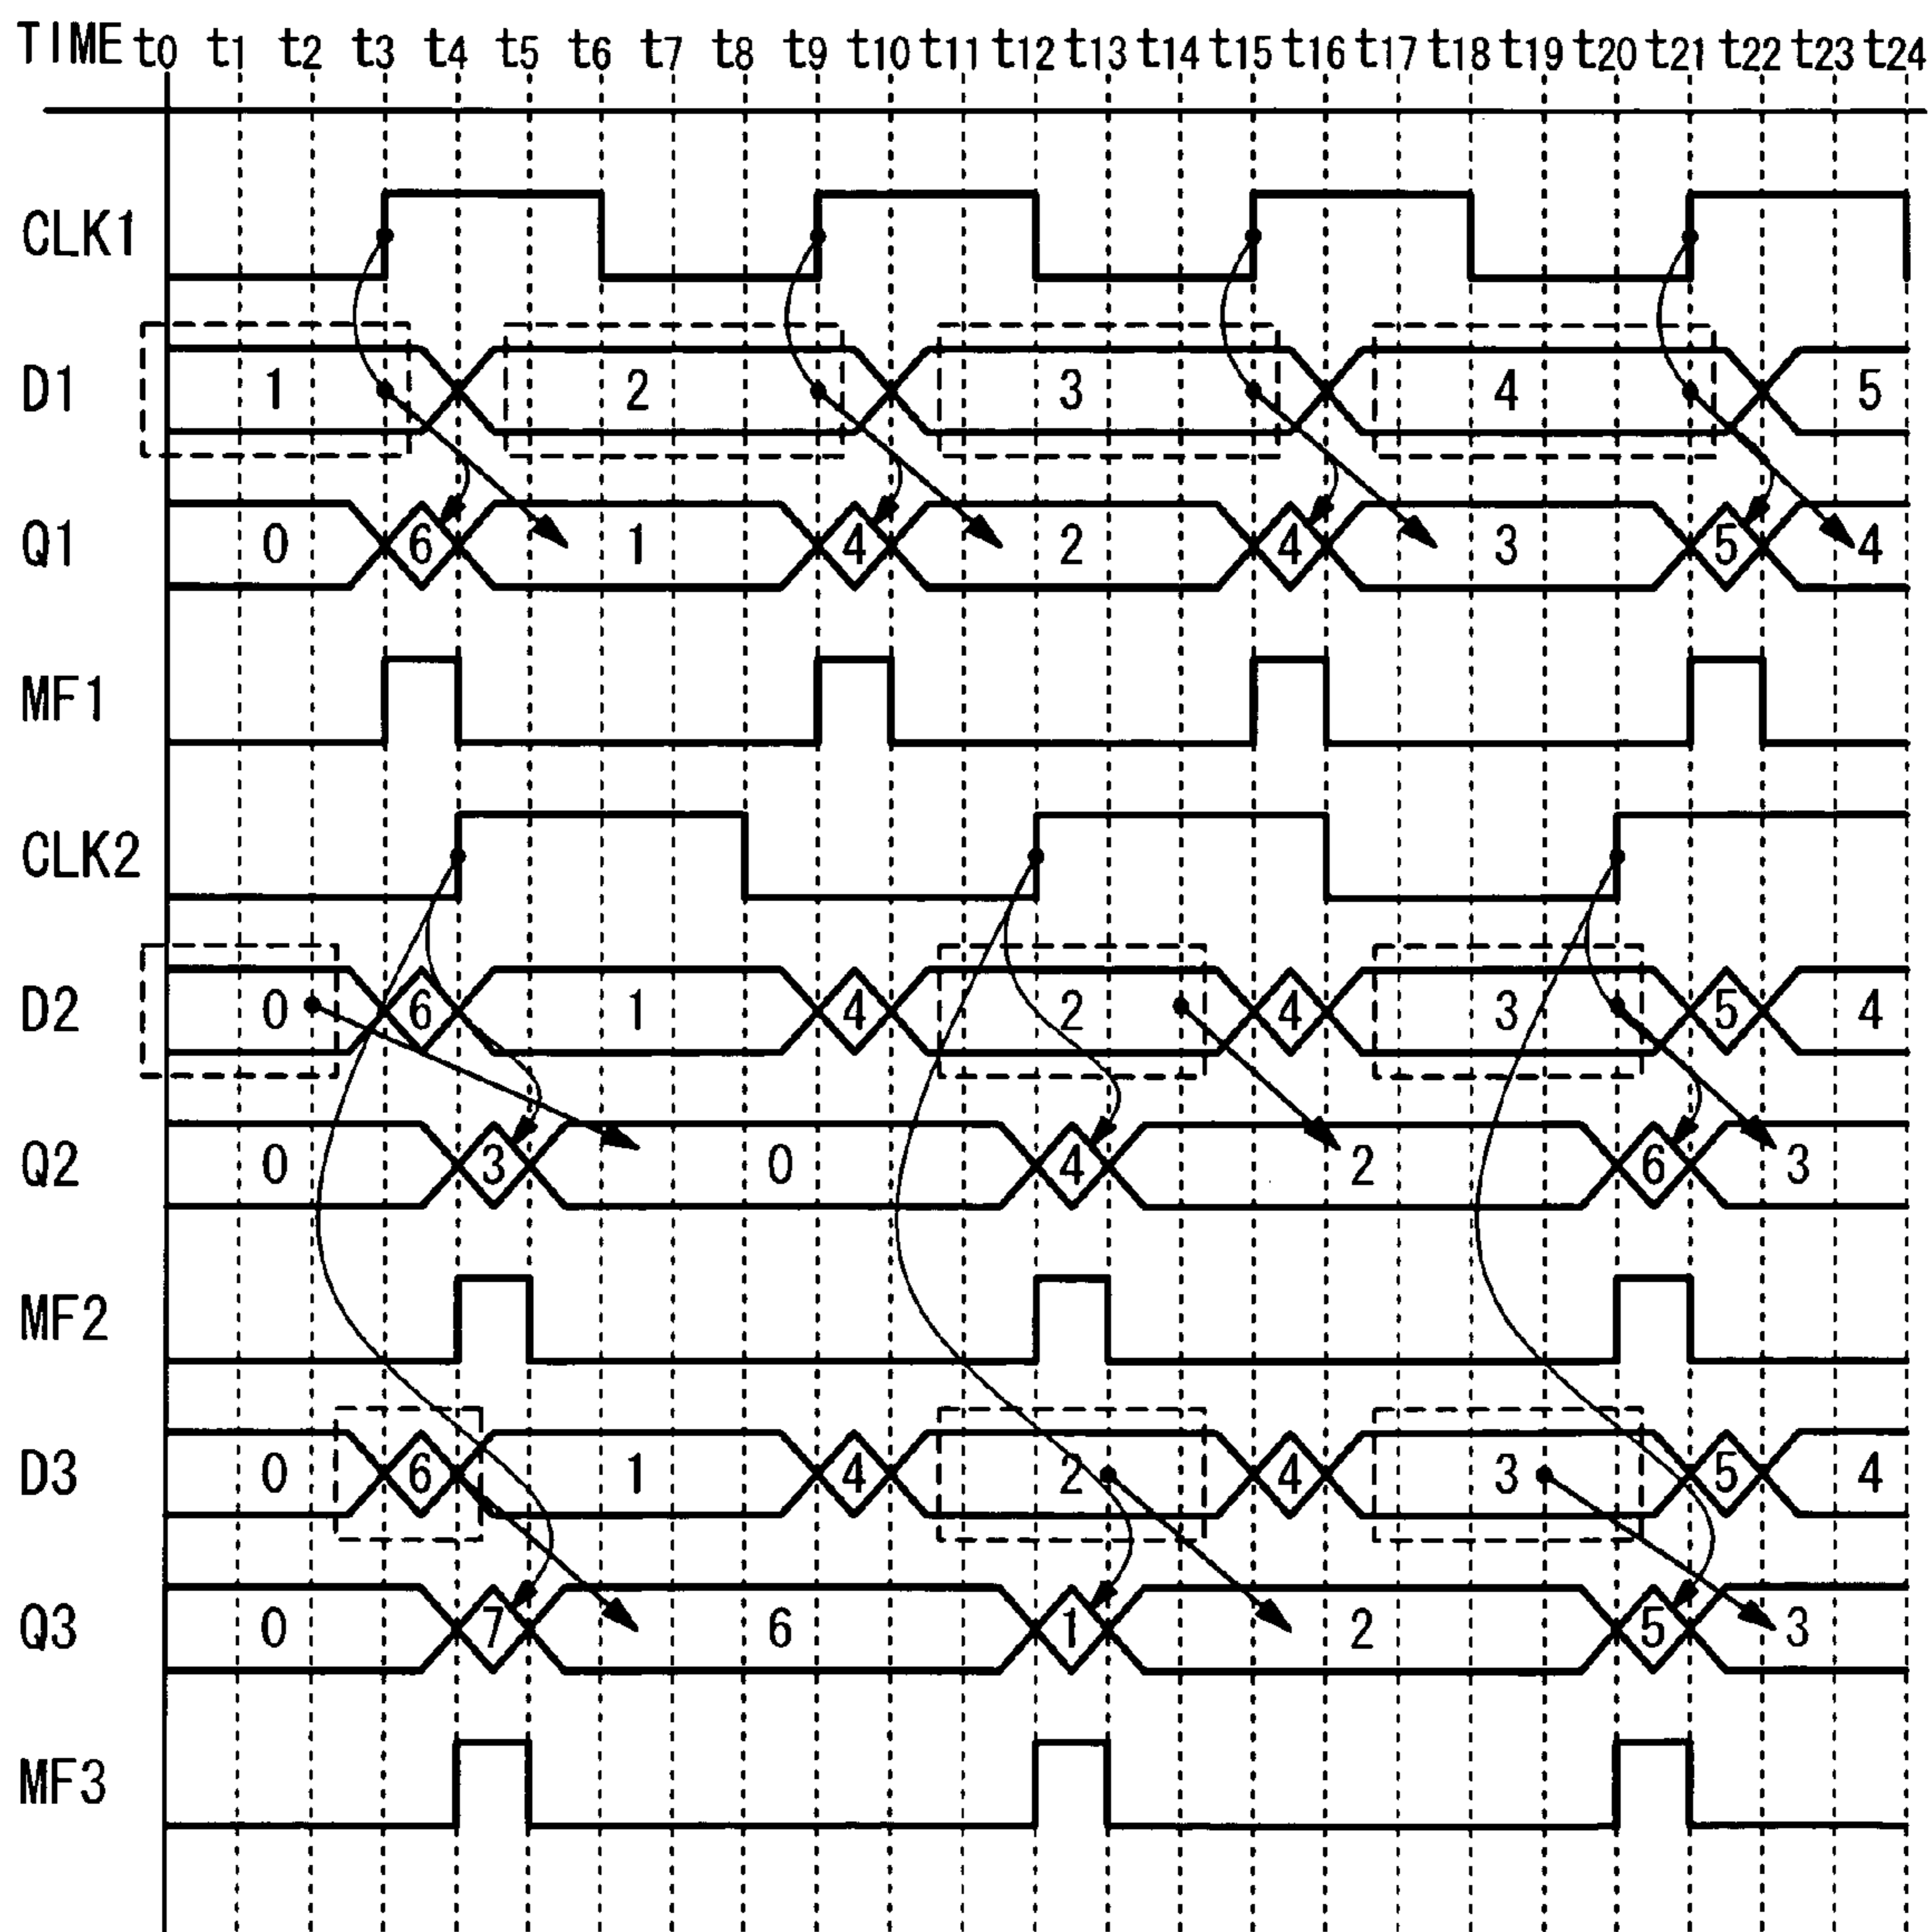 TIME t0 t1 t2 t3 t4 t5 t6 t7 t8 t9 t10 t11 t12 t13 t14 t15 t16 t17 t18 t19 t20 t21 t22 t23 t24
CLK1
D1 1 2 3 4 5
Q1 0 6 1 4 2 4 3 5 4
MF1
CLK2
D2 0 6 1 4 2 4 3 5 4
Q2 0 3 0 4 2 6 3
MF2
D3 0 6 1 4 2 4 3 5 4
Q3 0 7 6 1 2 5 3
MF3